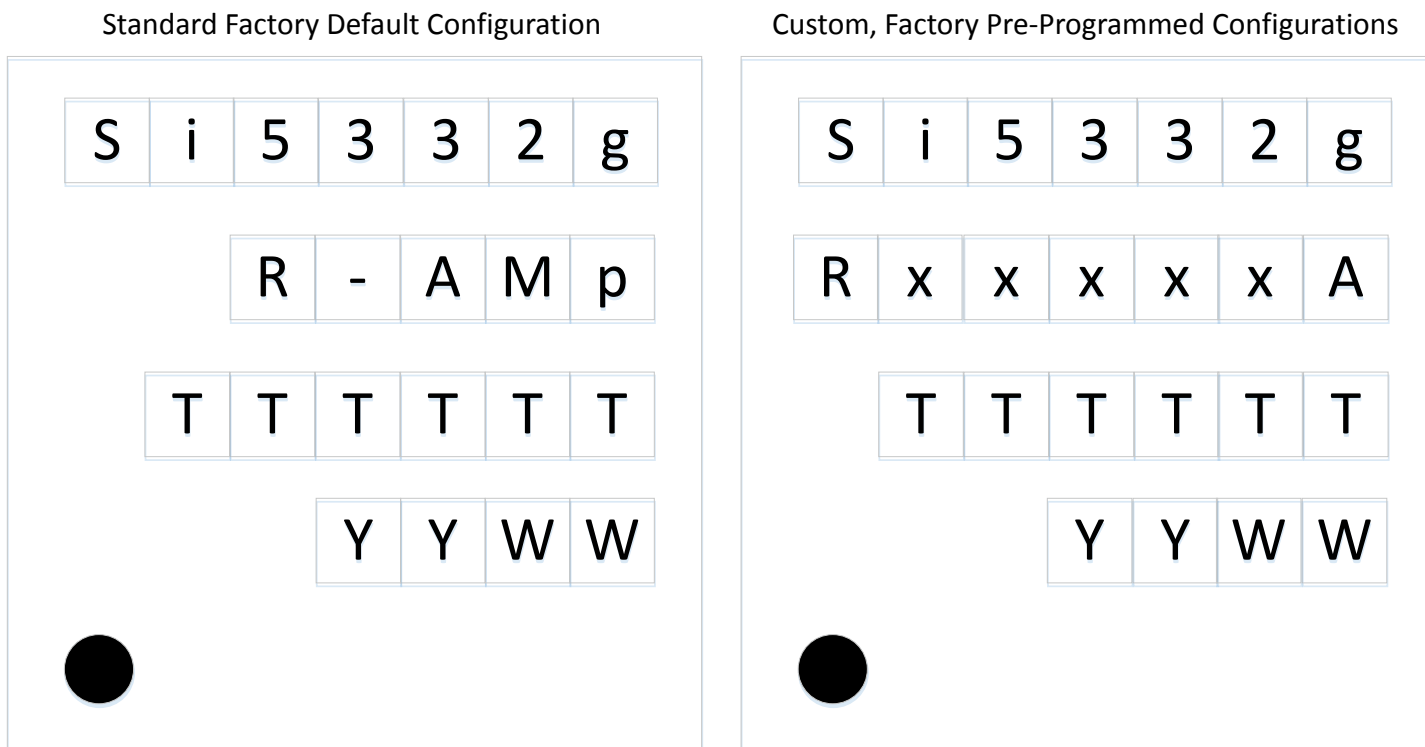 Standard Factory Default Configuration
Si5332g
R-AMp
TTTTTT
YYWW
Custom, Factory Pre-Programmed Configurations
Si5332g
RxxxxxA
TTTTTT
YYWW